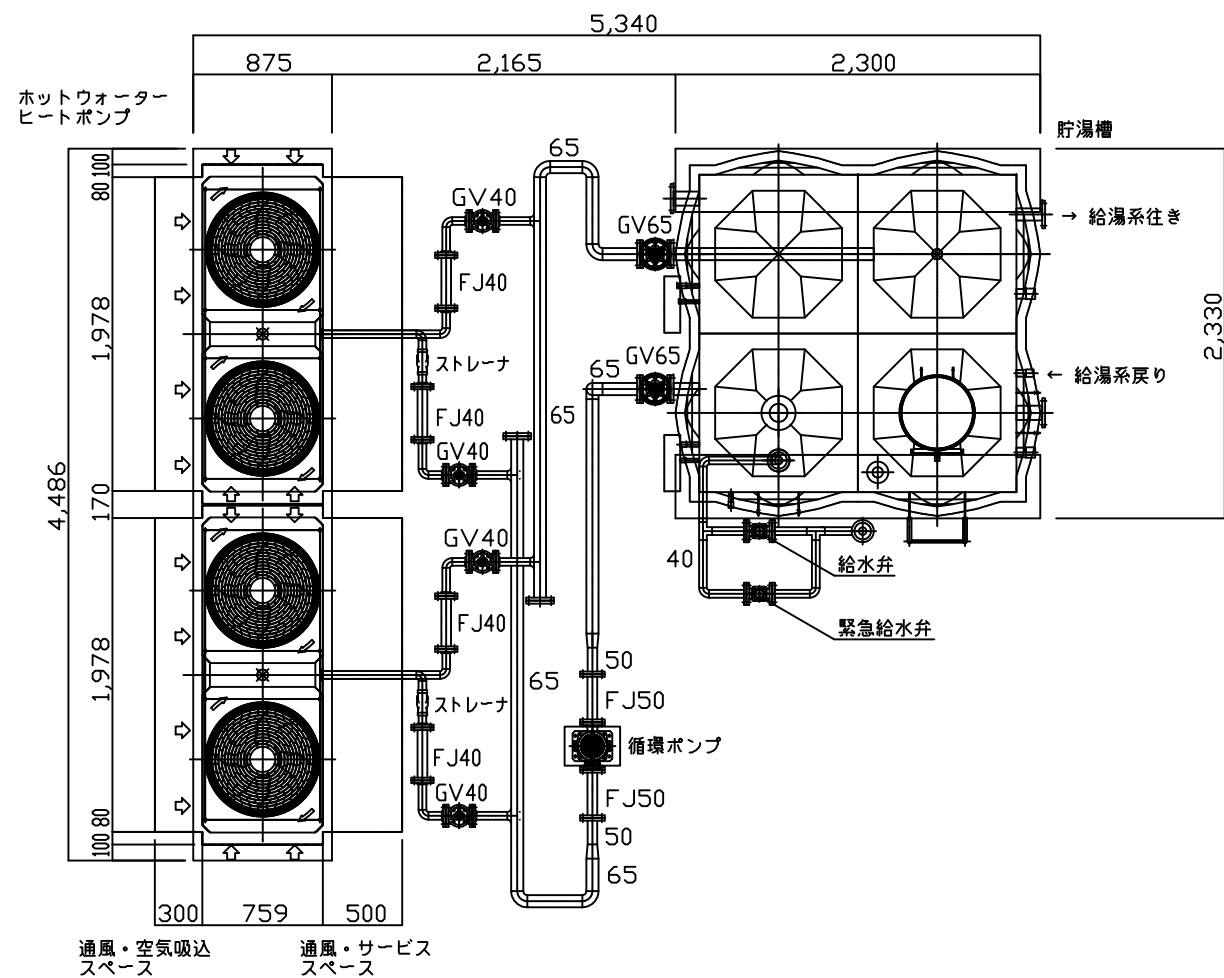 5,340
875
2,165
2,300
ホットウォーター
ヒートポンプ
貯湯槽
65
100
80
GV40
GV65
→ 給湯系往き
FJ40
1,978
2,330
ストレーナ
GV65
65
← 給湯系戻り
65
FJ40
GV40
4,486
170
GV40
40
給水弁
FJ40
緊急給水弁
1,978
65
50
ストレーナ
FJ50
循環ポンプ
FJ40
GV40
FJ50
80
100
50
65
300
759
500
通風・空気吸込
スペース
通風・サービス
スペース